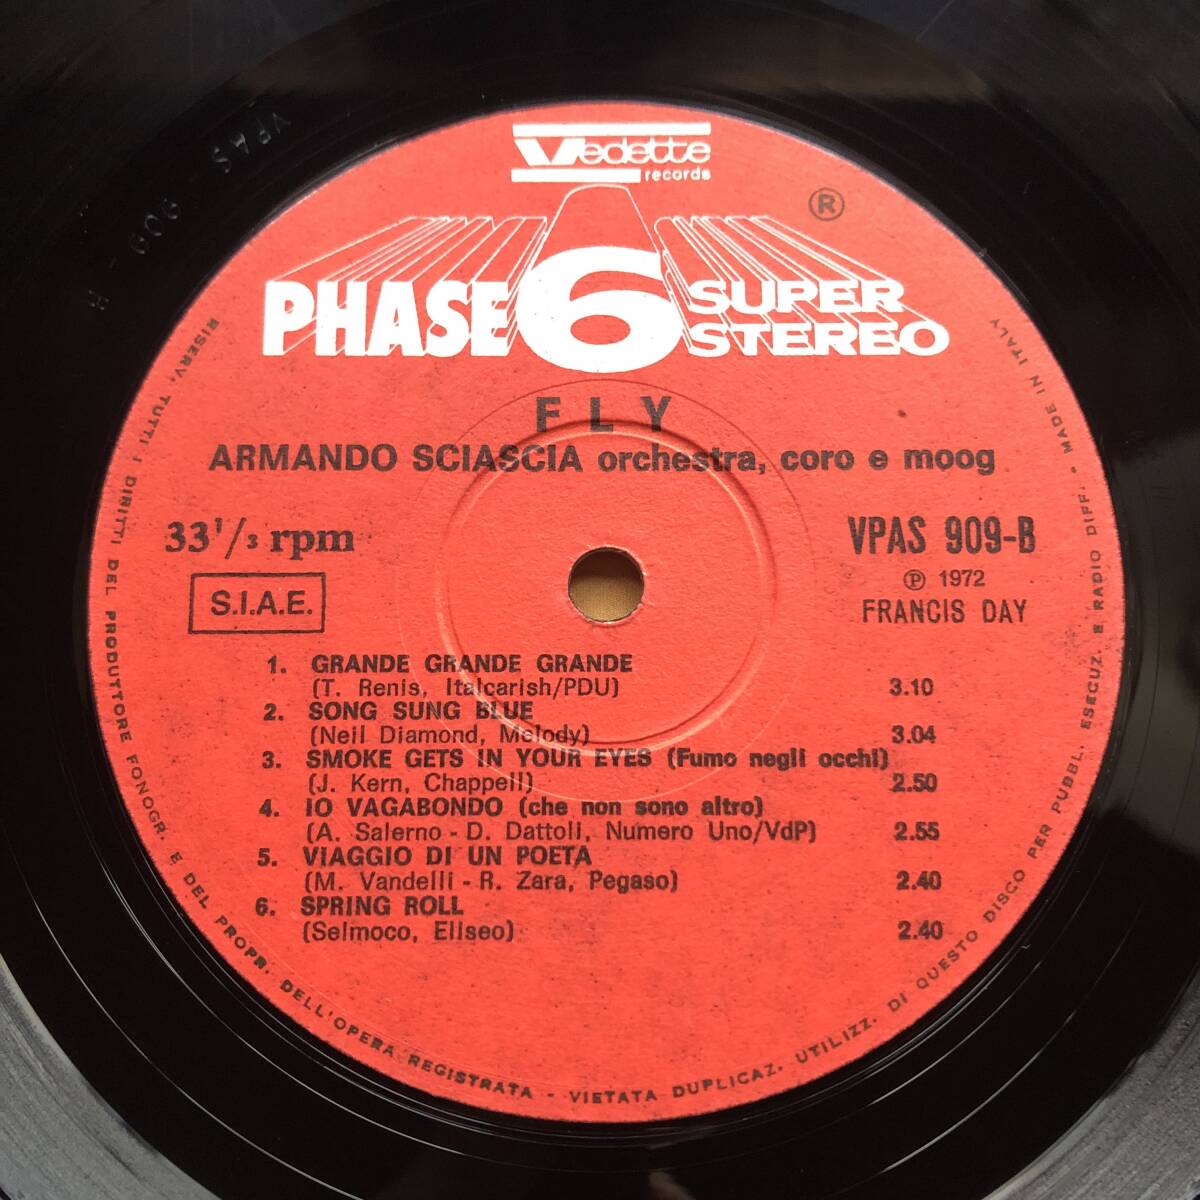 Vedette
records
®
PHASE 6 SUPER
STEREO
FLY
ARMANDO SCIASCIA orchestra, coro e moog
33 1/3 rpm
VPAS 909-B
S.I.A.E.
Ⓟ 1972
FRANCIS DAY
1. GRANDE GRANDE GRANDE
(T. Renis, Italcarish/PDU) 3.10
2. SONG SUNG BLUE
(Neil Diamond, Melody) 3.04
3. SMOKE GETS IN YOUR EYES (Fumo negli occhi)
(J. Kern, Chappell) 2.50
4. IO VAGABONDO (che non sono altro)
(A. Salerno - D. Dattoli, Numero Uno/VdP) 2.55
5. VIAGGIO DI UN POETA
(M. Vandelli - R. Zara, Pegaso) 2.40
6. SPRING ROLL
(Selmoco, Eliseo) 2.40
RISERV. TUTTI I DIRITTI DEL PRODUTTORE FONOGR. E DEL PROPR. DELL'OPERA REGISTRATA - VIETATA DUPLICAZ. UTILIZZ. DI QUESTO DISCO PER PUBBL. ESECUZ. E RADIO DIFF. - MADE IN ITALY
VPAS - 909 -